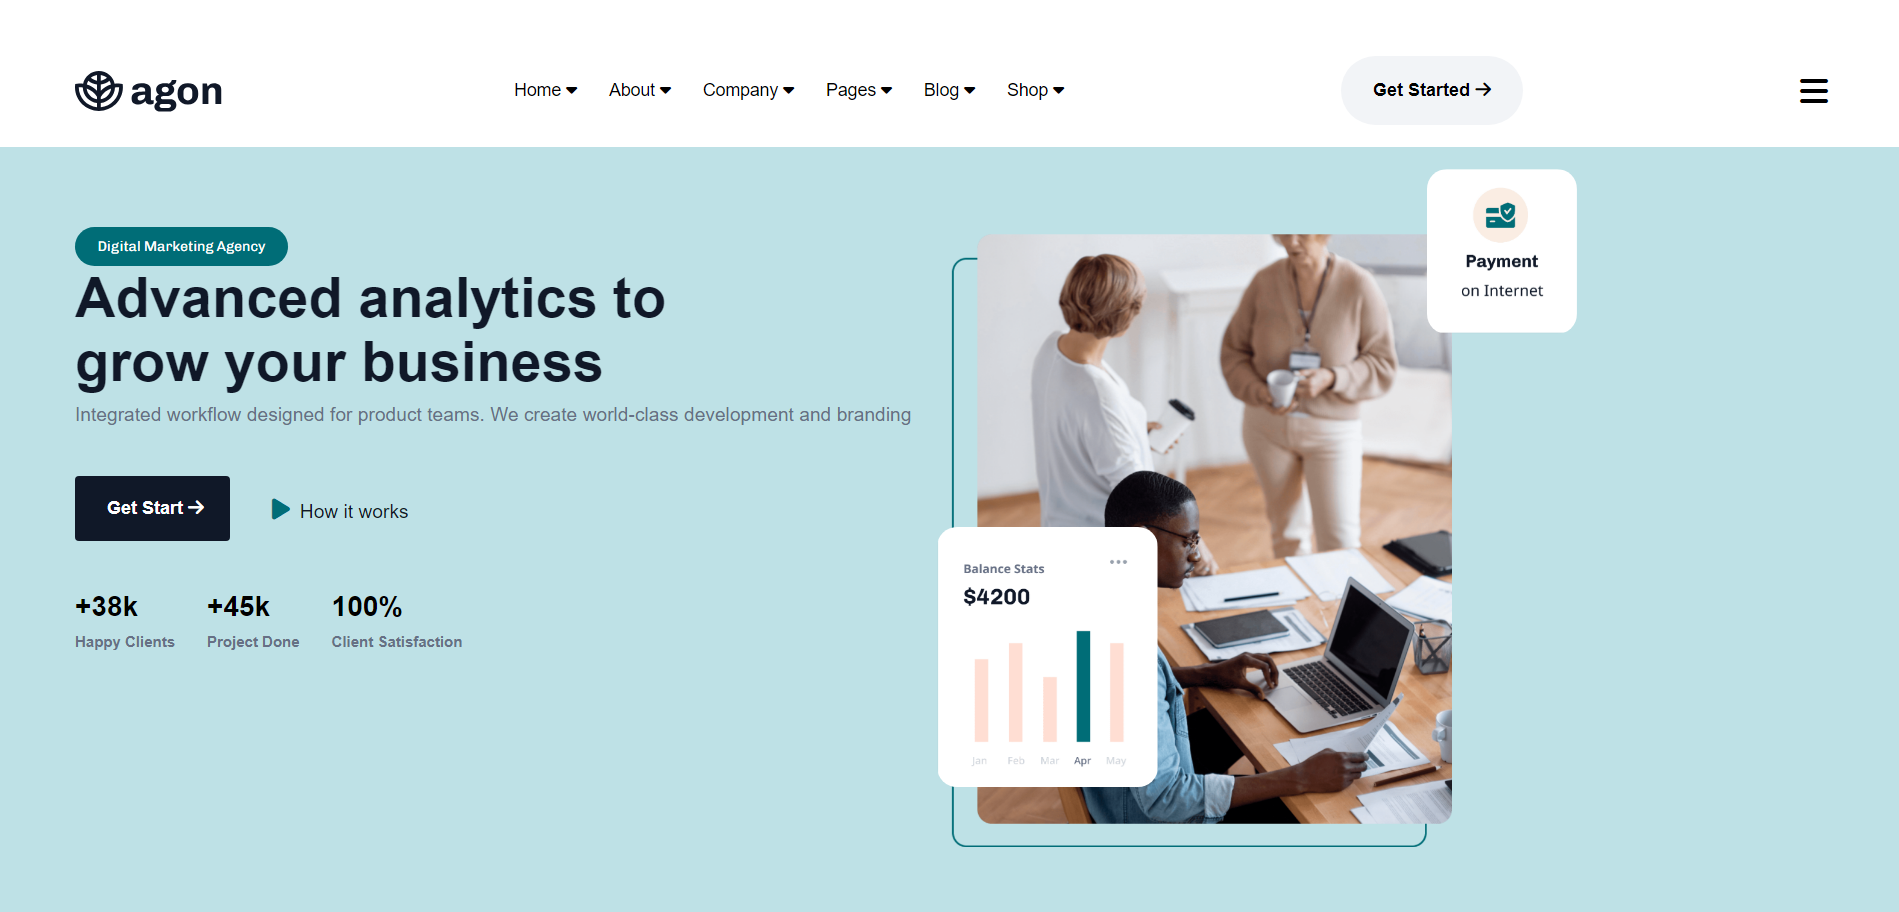 agon
Home
About
Company
Pages
Blog
Shop
Get Started
Digital Marketing Agency
Advanced analytics to
grow your business
Integrated workflow designed for product teams. We create world-class development and branding
Get Start
How it works
+38k
Happy Clients
+45k
Project Done
100%
Client Satisfaction
Payment
on Internet
Balance Stats
$4200
Jan Feb Mar Apr May